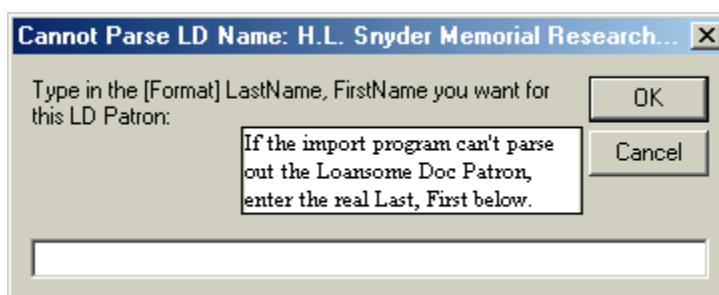 Cannot Parse LD Name: H.L. Snyder Memorial Research...
Type in the [Format] LastName, FirstName you want for
this LD Patron:
OK
Cancel
If the import program can't parse
out the Loansome Doc Patron,
enter the real Last, First below.